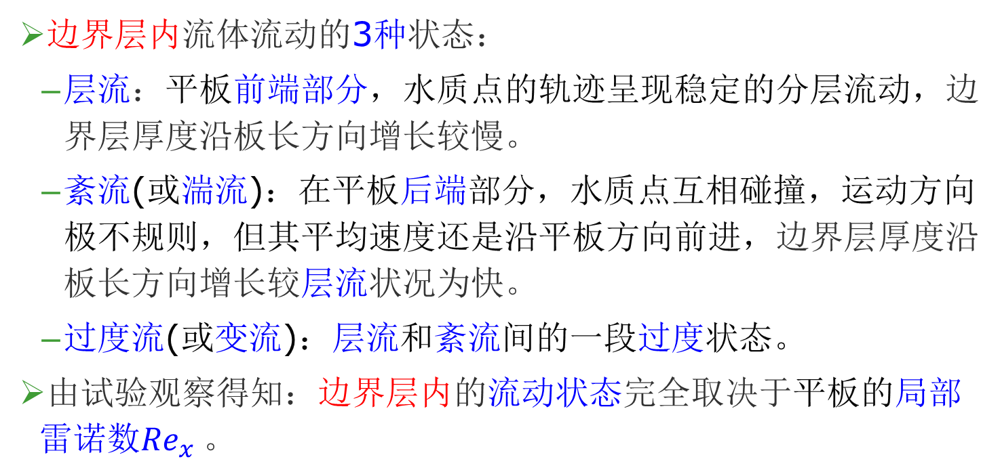 ➢边界层内流体流动的3种状态：
–层流：平板前端部分，水质点的轨迹呈现稳定的分层流动，边
界层厚度沿板长方向增长较慢。
–紊流(或湍流)：在平板后端部分，水质点互相碰撞，运动方向
极不规则，但其平均速度还是沿平板方向前进，边界层厚度沿
板长方向增长较层流状况为快。
–过度流(或变流)：层流和紊流间的一段过度状态。
➢由试验观察得知：边界层内的流动状态完全取决于平板的局部
雷诺数Reₓ 。